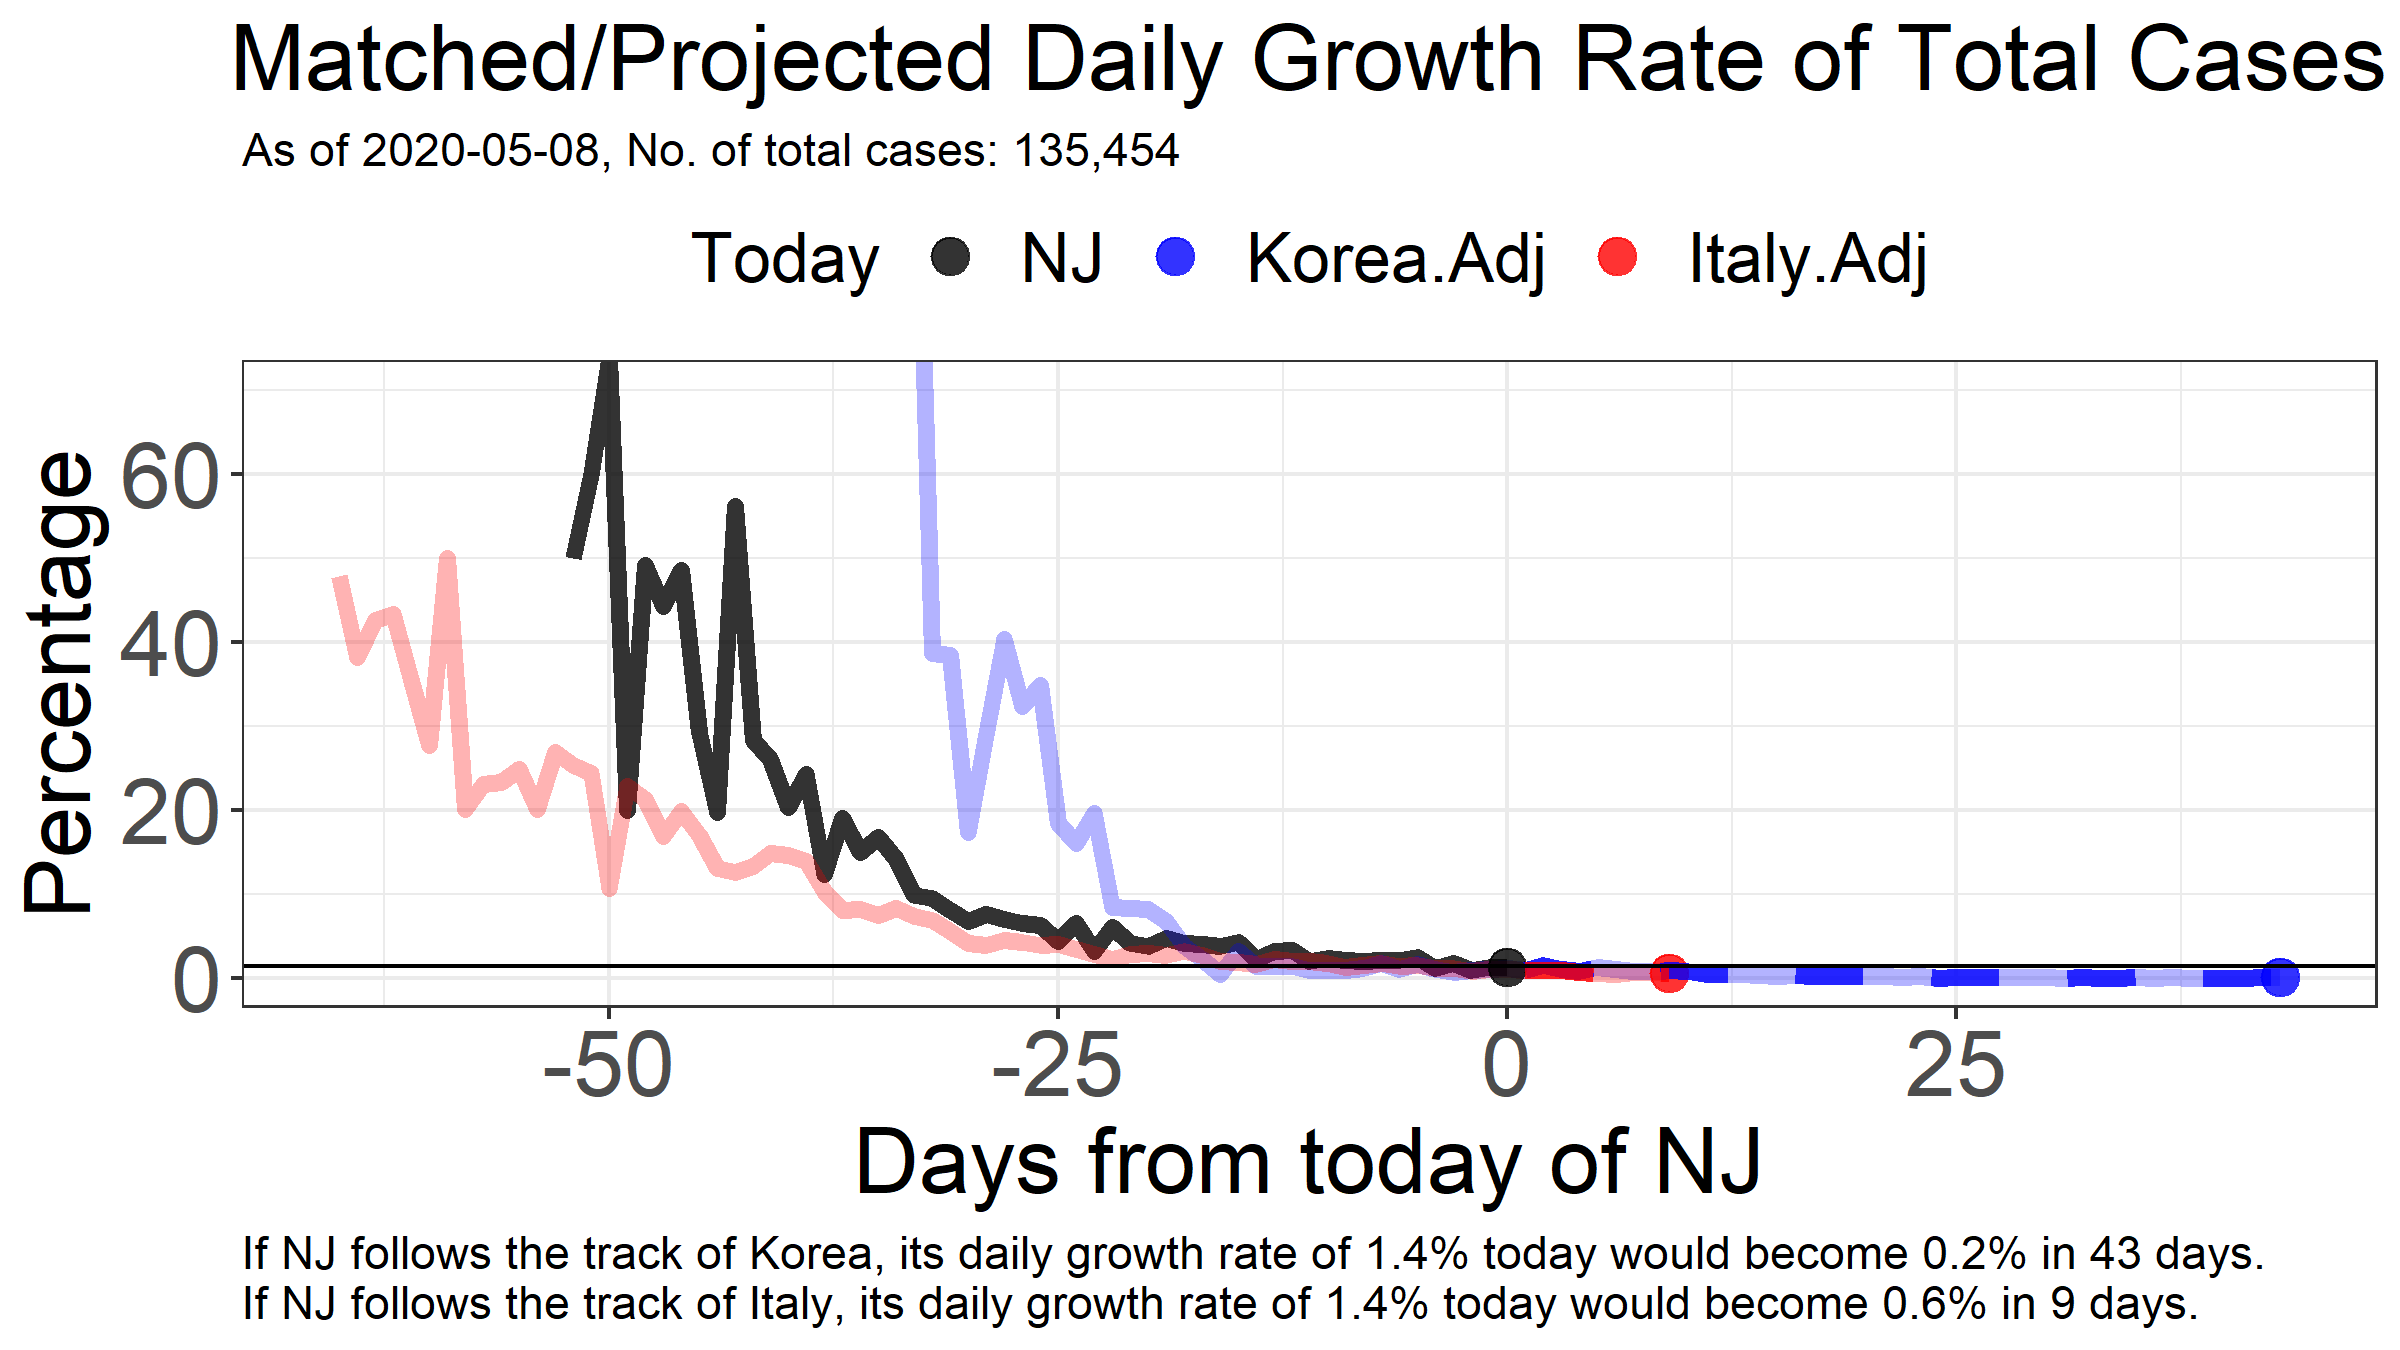 Matched/Projected Daily Growth Rate of Total Cases
As of 2020-05-08, No. of total cases: 135,454
Today NJ Korea.Adj Italy.Adj
Percentage
60
40
20
0
-50 -25 0 25
Days from today of NJ
If NJ follows the track of Korea, its daily growth rate of 1.4% today would become 0.2% in 43 days.
If NJ follows the track of Italy, its daily growth rate of 1.4% today would become 0.6% in 9 days.